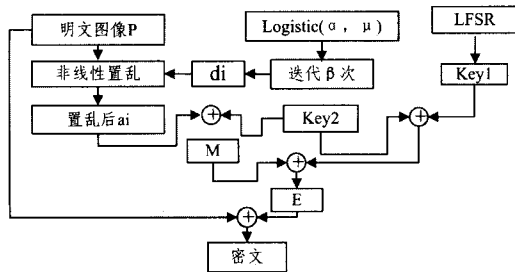 明文图像P
Logistic(α, μ)
LFSR
非线性置乱
di
迭代β次
Key1
置乱后ai
Key2
M
E
密文